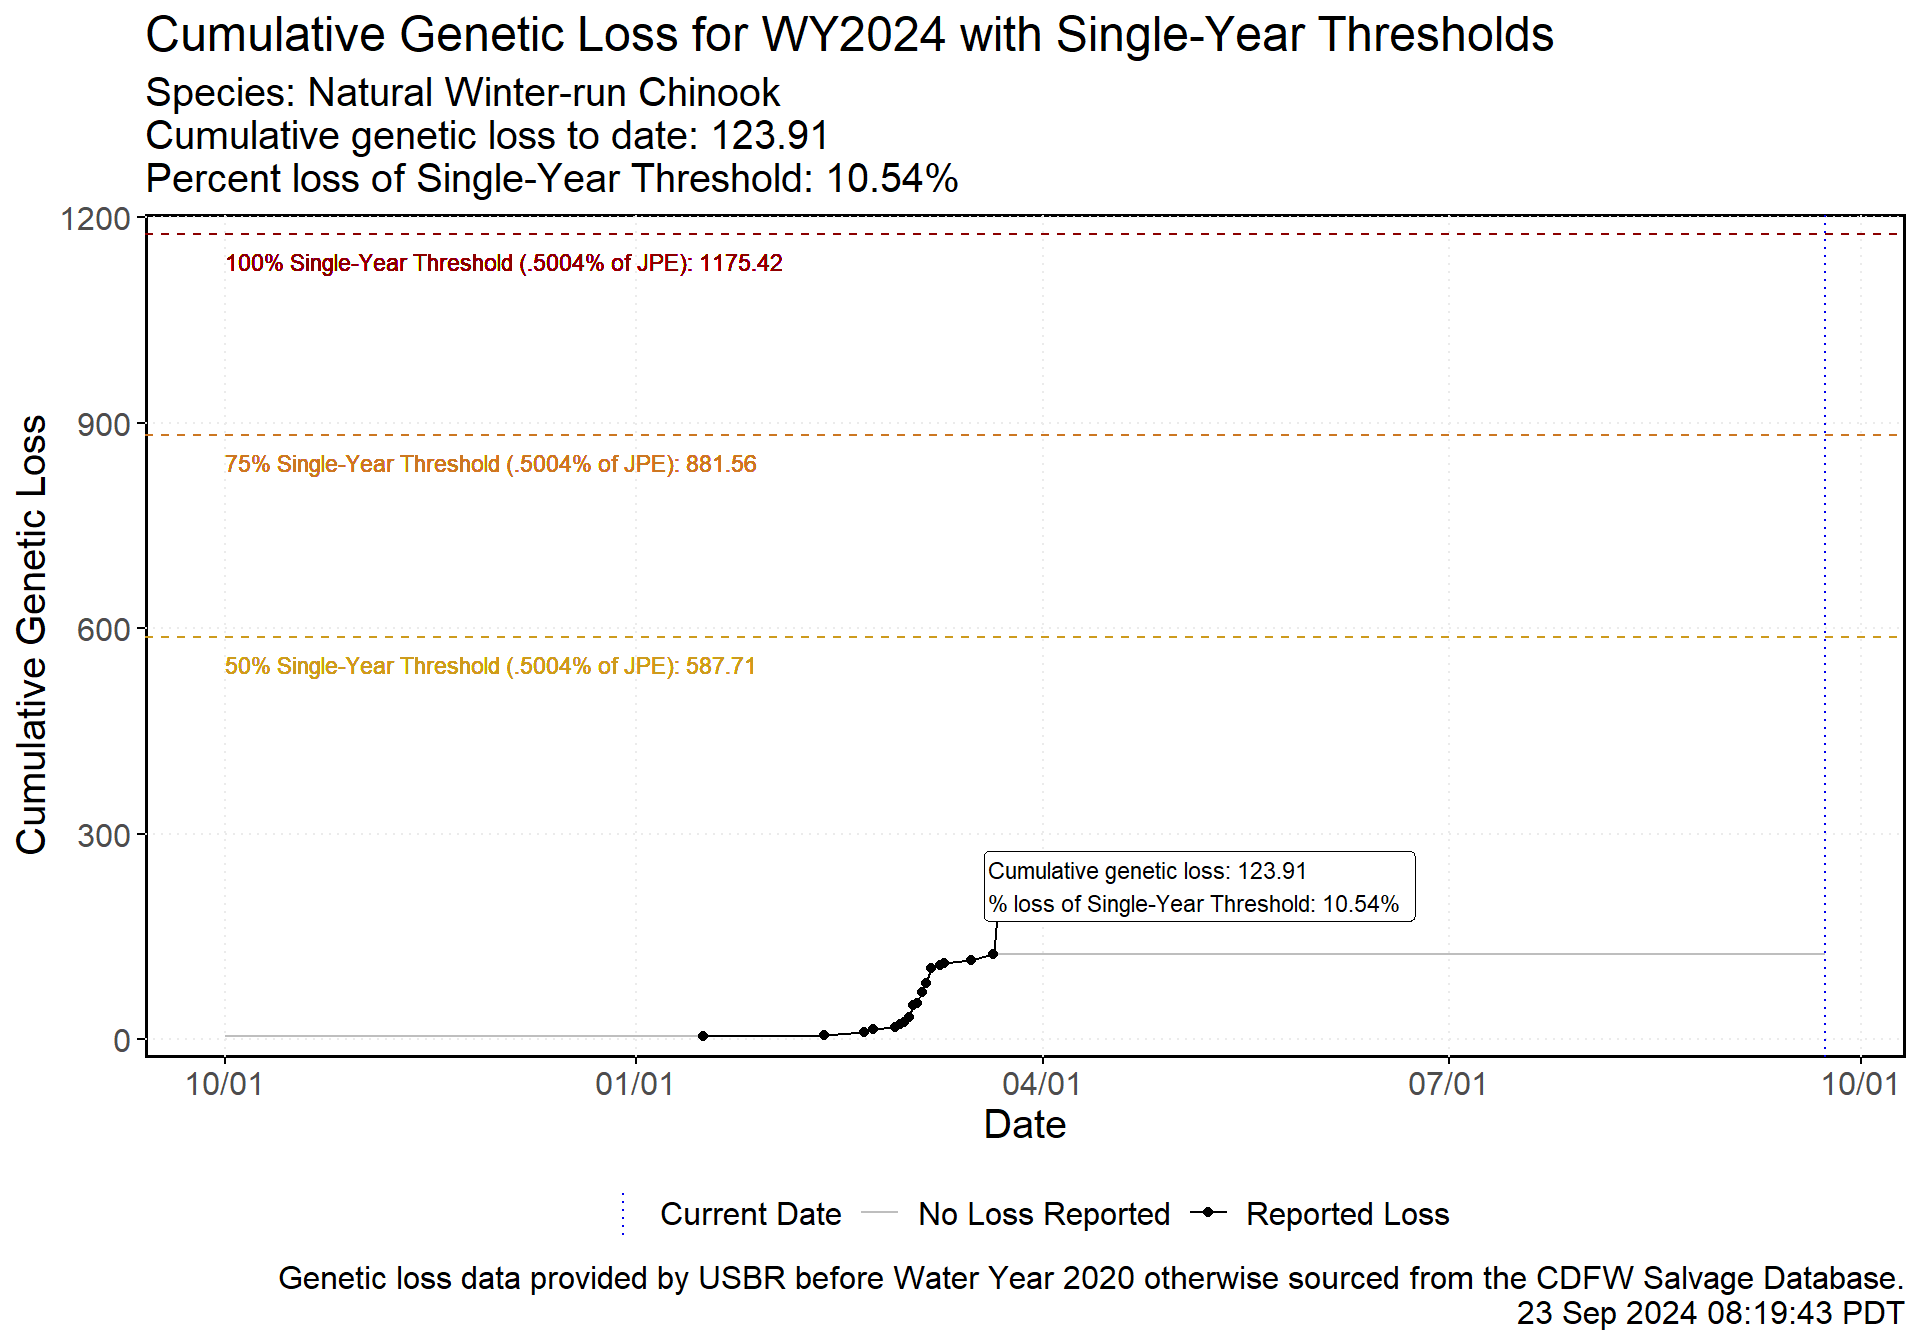 Cumulative Genetic Loss for WY2024 with Single-Year Thresholds
Species: Natural Winter-run Chinook
Cumulative genetic loss to date: 123.91
Percent loss of Single-Year Threshold: 10.54%
1200
100% Single-Year Threshold (.5004% of JPE): 1175.42
900
75% Single-Year Threshold (.5004% of JPE): 881.56
600
50% Single-Year Threshold (.5004% of JPE): 587.71
300
Cumulative genetic loss: 123.91
% loss of Single-Year Threshold: 10.54%
0
Cumulative Genetic Loss
10/01 01/01 04/01 07/01 10/01
Date
Current Date No Loss Reported Reported Loss
Genetic loss data provided by USBR before Water Year 2020 otherwise sourced from the CDFW Salvage Database.
23 Sep 2024 08:19:43 PDT